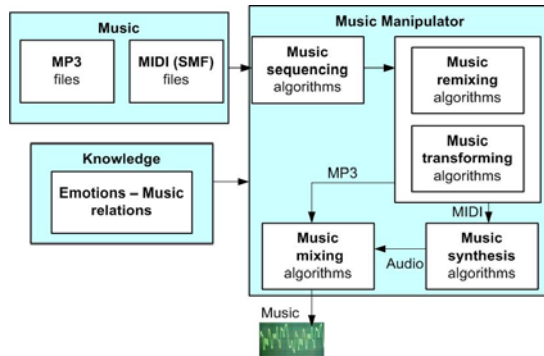 Music
MP3
files
MIDI (SMF)
files
Knowledge
Emotions – Music
relations
Music Manipulator
Music
sequencing
algorithms
Music
remixing
algorithms
Music
transforming
algorithms
MP3
MIDI
Music
mixing
algorithms
Audio
Music
synthesis
algorithms
Music